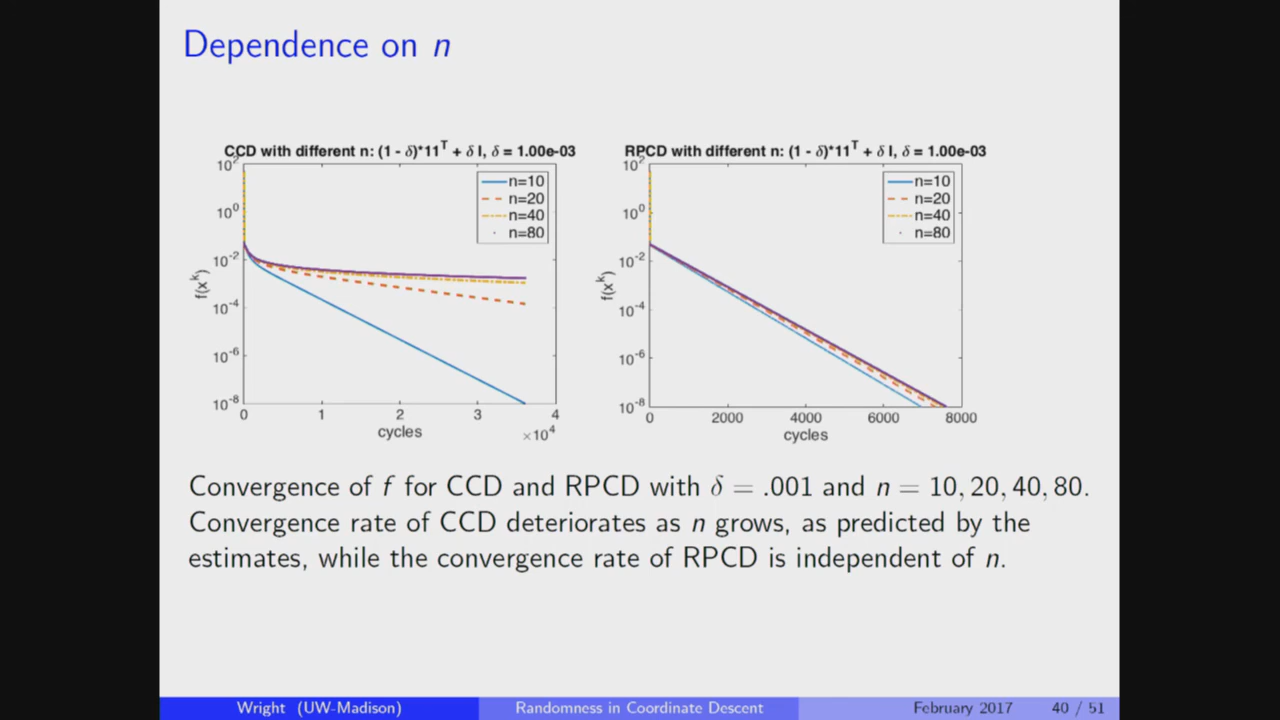 Dependence on n
CCD with different n: (1 - δ)*11^T + δ I, δ = 1.00e-03
10^2
10^0
10^-2
10^-4
10^-6
10^-8
f(x^k)
n=10
n=20
n=40
n=80
0 1 2 3 4
cycles
×10^4
RPCD with different n: (1 - δ)*11^T + δ I, δ = 1.00e-03
10^2
10^0
10^-2
10^-4
10^-6
10^-8
f(x^k)
n=10
n=20
n=40
n=80
0 2000 4000 6000 8000
cycles
Convergence of f for CCD and RPCD with δ = .001 and n = 10, 20, 40, 80.
Convergence rate of CCD deteriorates as n grows, as predicted by the
estimates, while the convergence rate of RPCD is independent of n.
Wright (UW-Madison) Randomness in Coordinate Descent February 2017 40 / 51